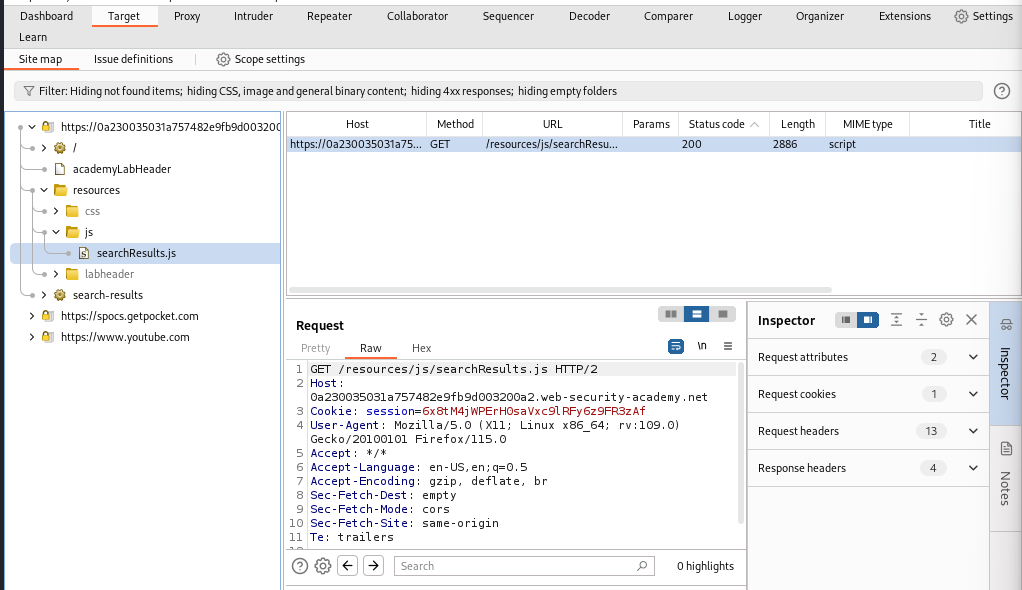 Dashboard Target Proxy Intruder Repeater Collaborator Sequencer Decoder Comparer Logger Organizer Extensions Settings
Learn
Site map Issue definitions Scope settings
Filter: Hiding not found items; hiding CSS, image and general binary content; hiding 4xx responses; hiding empty folders
https://0a230035031a757482e9fb9d003200
/
academyLabHeader
resources
css
js
searchResults.js
labheader
search-results
https://spocs.getpocket.com
https://www.youtube.com
Host Method URL Params Status code Length MIME type Title
https://0a230035031a75... GET /resources/js/searchResu... 200 2886 script
Request
Pretty Raw Hex
\n
1 GET /resources/js/searchResults.js HTTP/2
2 Host:
0a230035031a757482e9fb9d003200a2.web-security-academy.net
3 Cookie: session=6x8tM4jWPErHOsaVxc9lRFy6z9FR3zAf
4 User-Agent: Mozilla/5.0 (X11; Linux x86_64; rv:109.0)
Gecko/20100101 Firefox/115.0
5 Accept: */*
6 Accept-Language: en-US,en;q=0.5
7 Accept-Encoding: gzip, deflate, br
8 Sec-Fetch-Dest: empty
9 Sec-Fetch-Mode: cors
10 Sec-Fetch-Site: same-origin
11 Te: trailers
Search
0 highlights
Inspector
Request attributes 2
Request cookies 1
Request headers 13
Response headers 4
Inspector
Notes